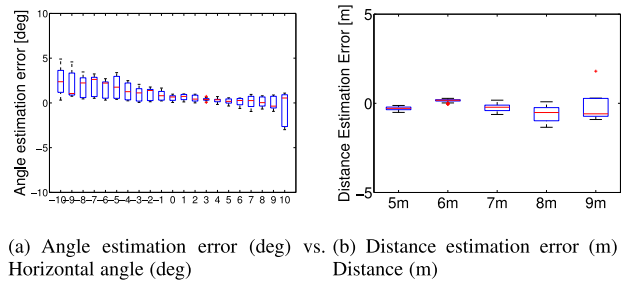 Angle estimation error [deg]
10
5
0
−5
−10
−10−9 −8 −7 −6 −5 −4 −3 −2 −1 0 1 2 3 4 5 6 7 8 9 10
Distance Estimation Error [m]
5
0
−5
5m 6m 7m 8m 9m
(a) Angle estimation error (deg) vs.
Horizontal angle (deg)
(b) Distance estimation error (m)
Distance (m)